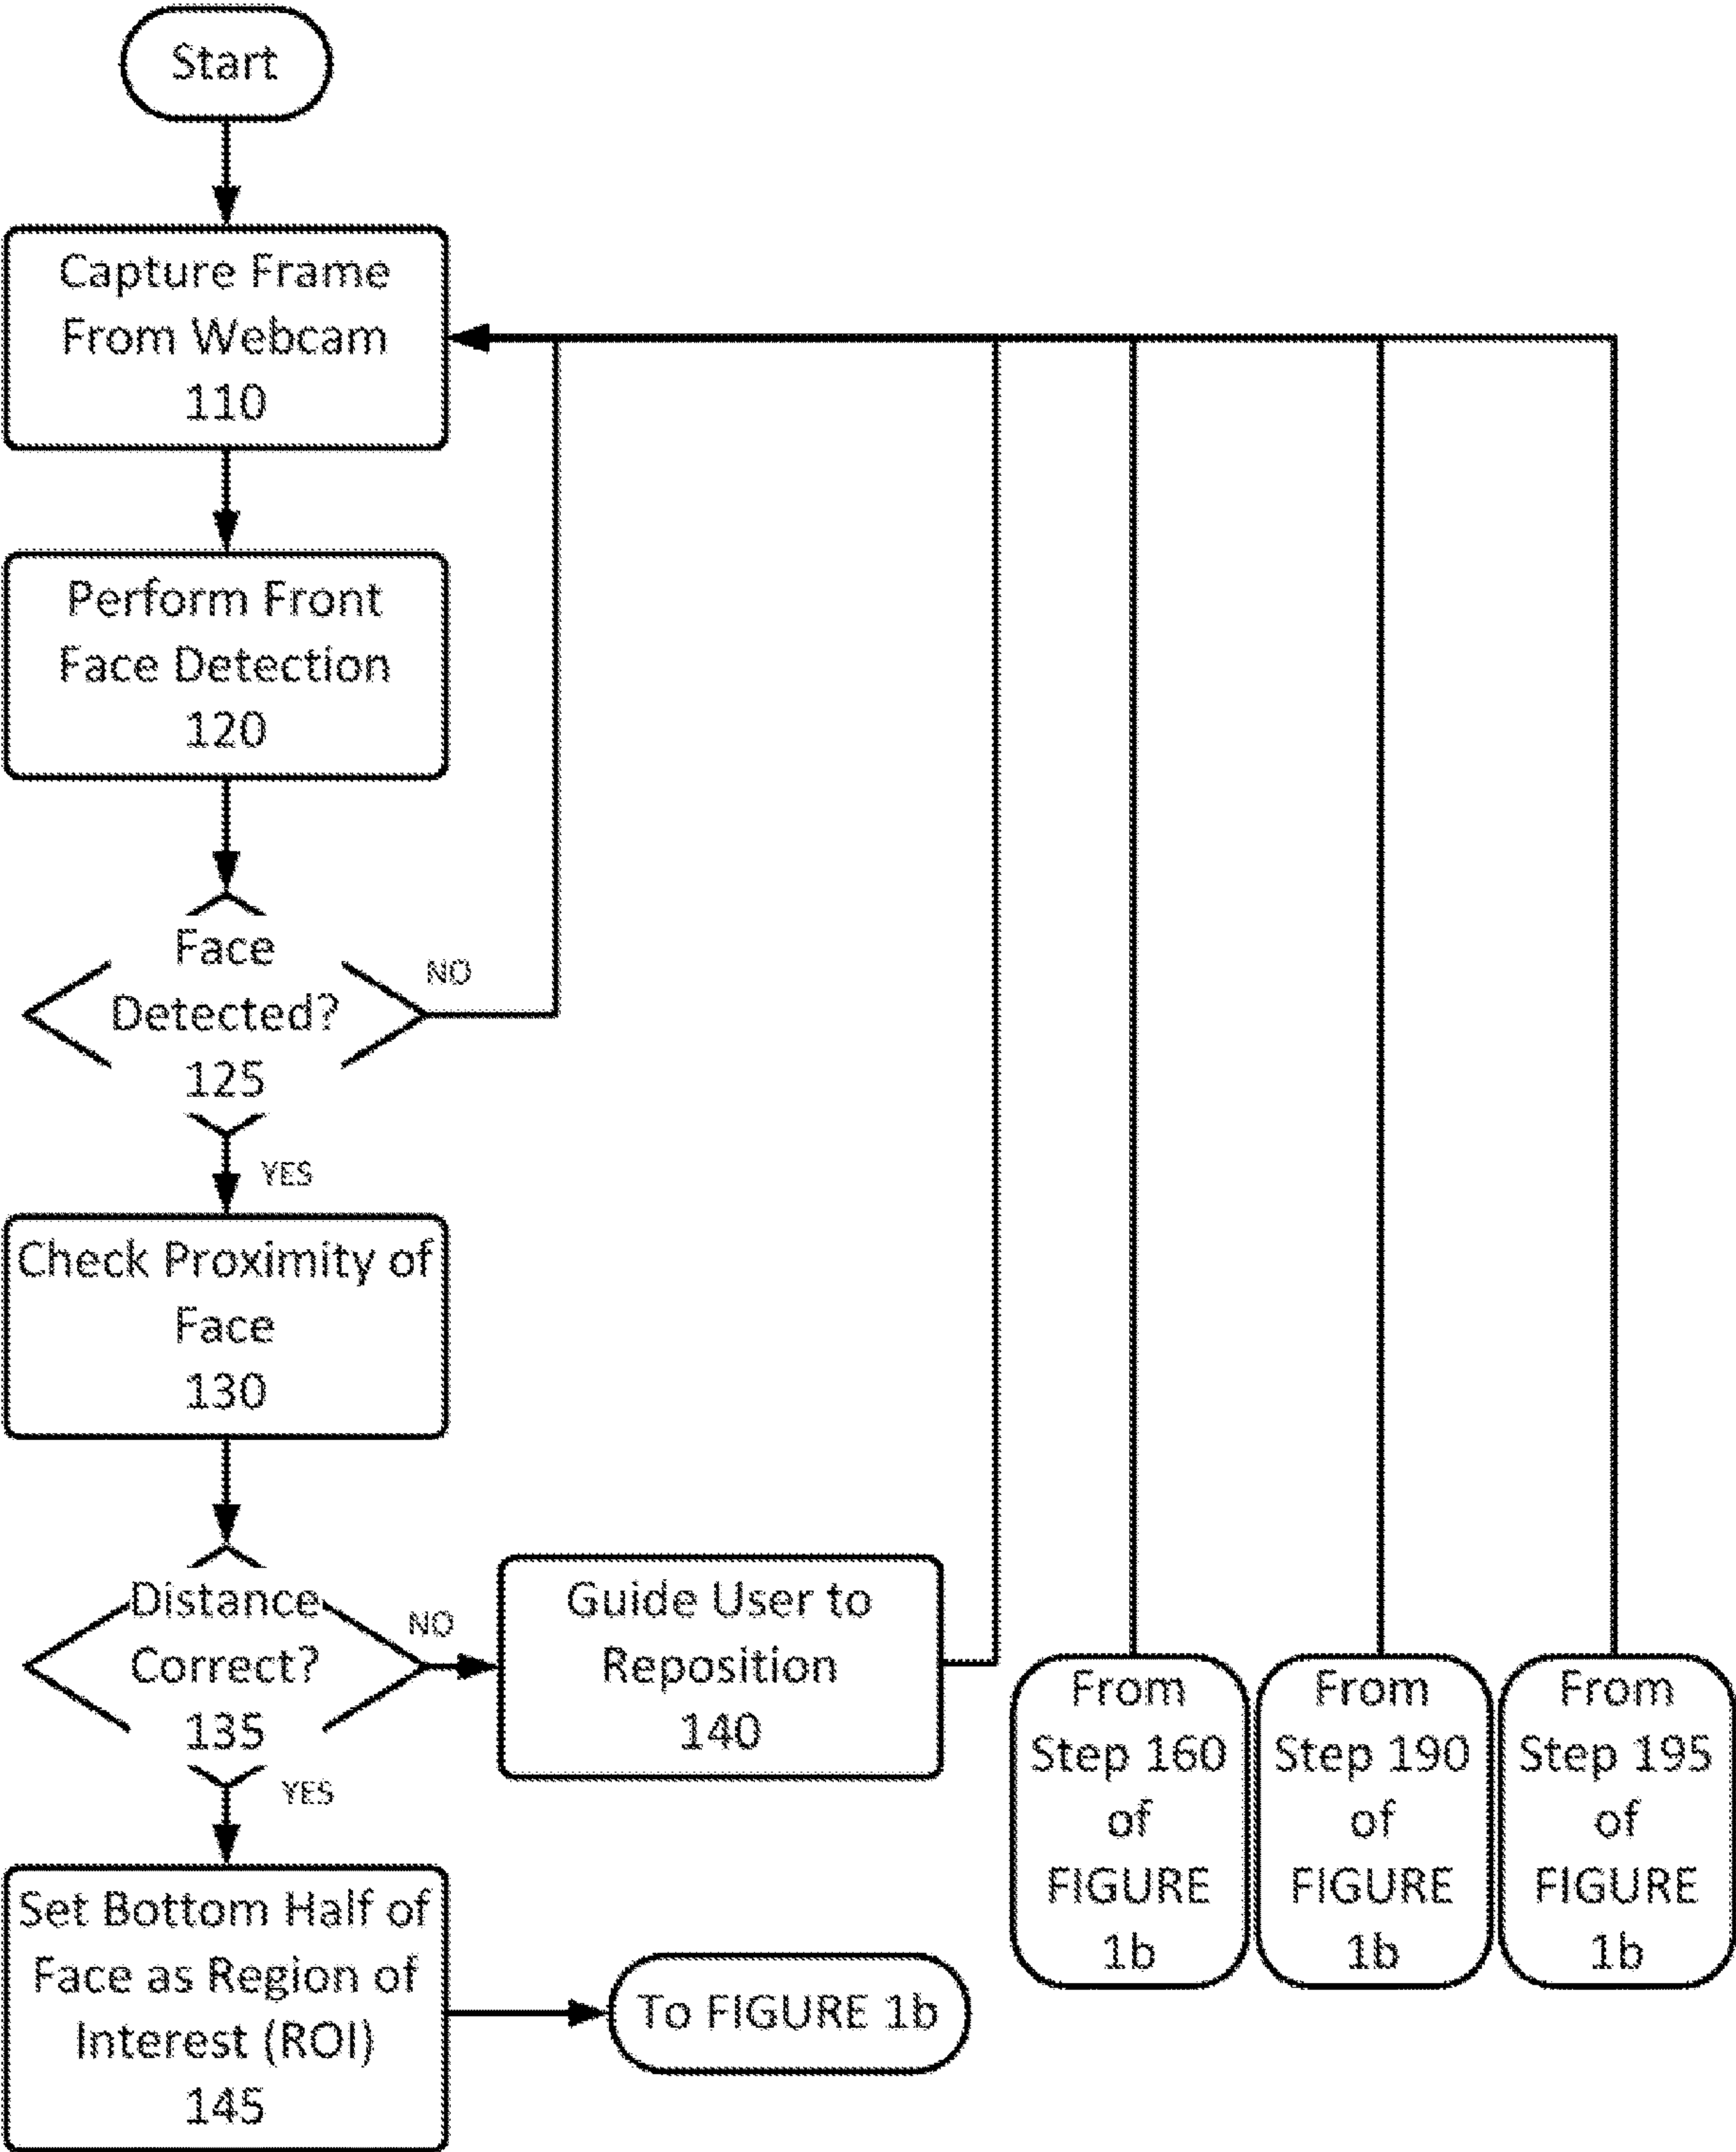 Start
Capture Frame
From Webcam
110
Perform Front
Face Detection
120
Face
Detected?
125
NO
YES
Check Proximity of
Face
130
Distance
Correct?
135
NO
YES
Guide User to
Reposition
140
Set Bottom Half of
Face as Region of
Interest (ROI)
145
To FIGURE 1b
From
Step 160
of
FIGURE
1b
From
Step 190
of
FIGURE
1b
From
Step 195
of
FIGURE
1b